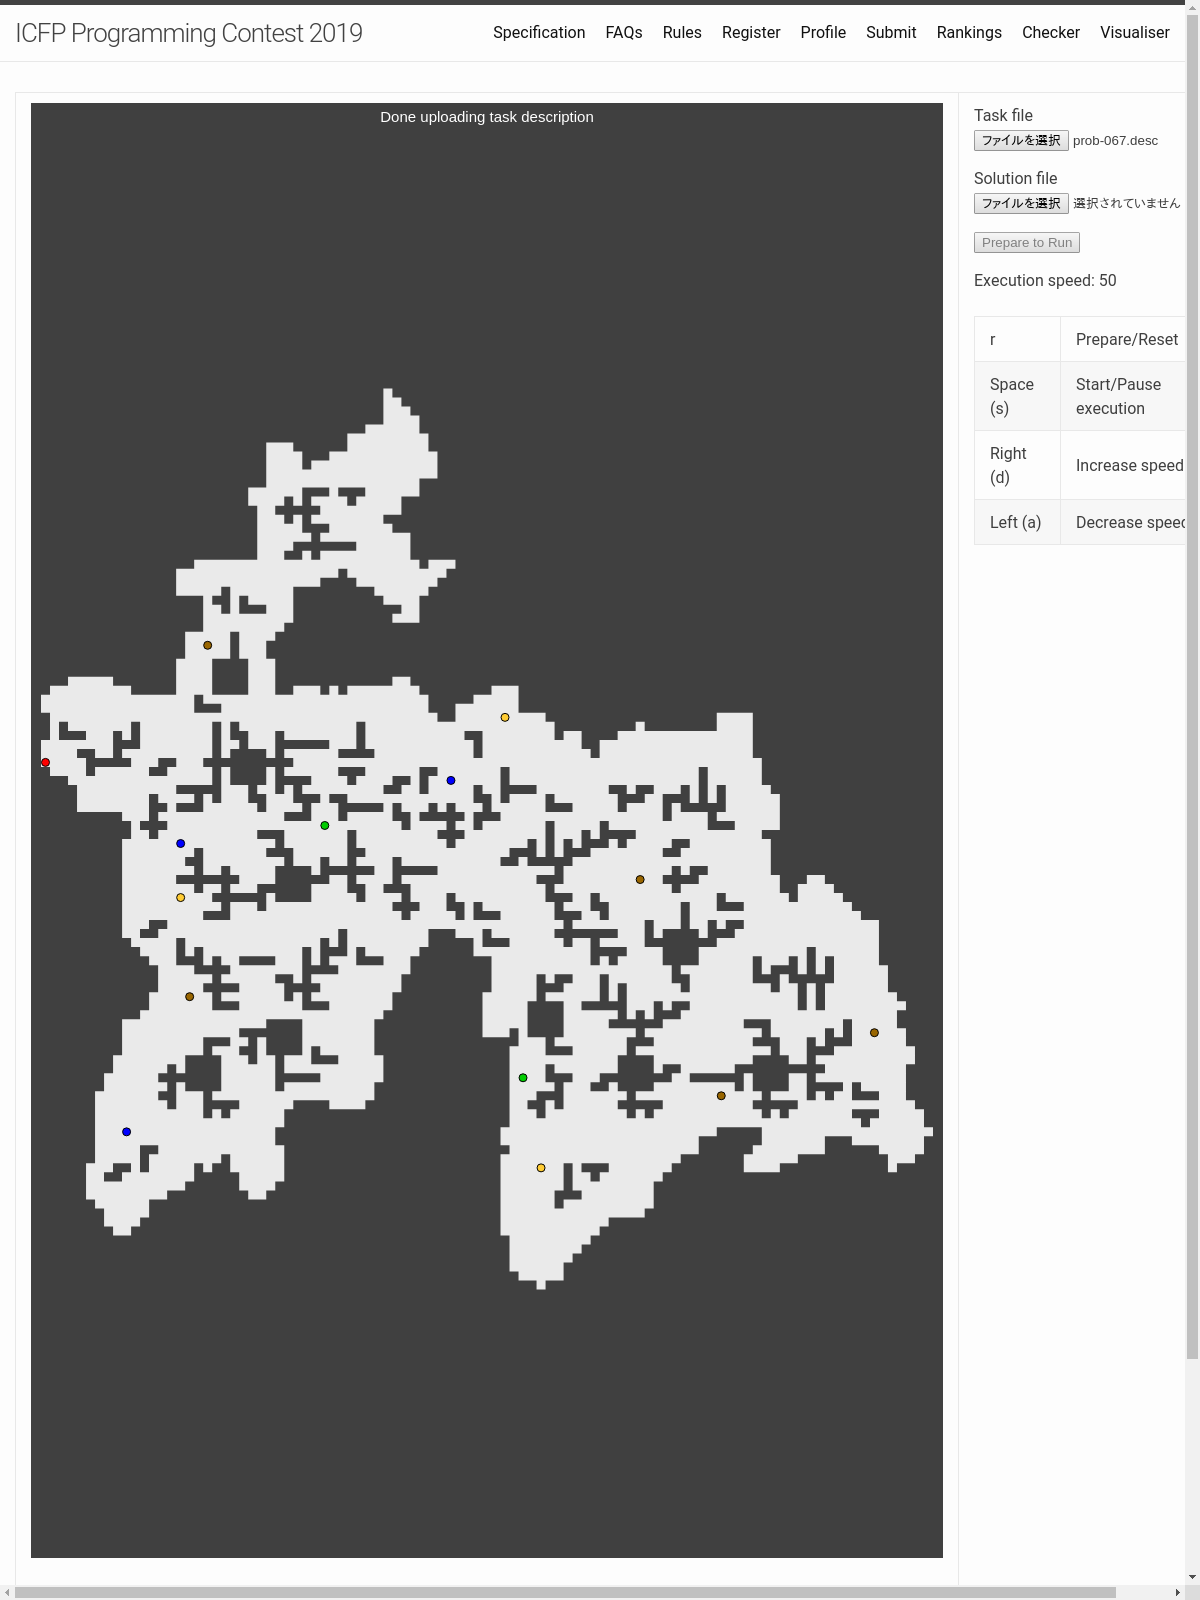 ICFP Programming Contest 2019
Specification FAQs Rules Register Profile Submit Rankings Checker Visualiser
Done uploading task description
Task file
ファイルを選択 prob-067.desc
Solution file
ファイルを選択 選択されていません
Prepare to Run
Execution speed: 50
r Prepare/Reset
Space (s) Start/Pause execution
Right (d) Increase speed
Left (a) Decrease speed